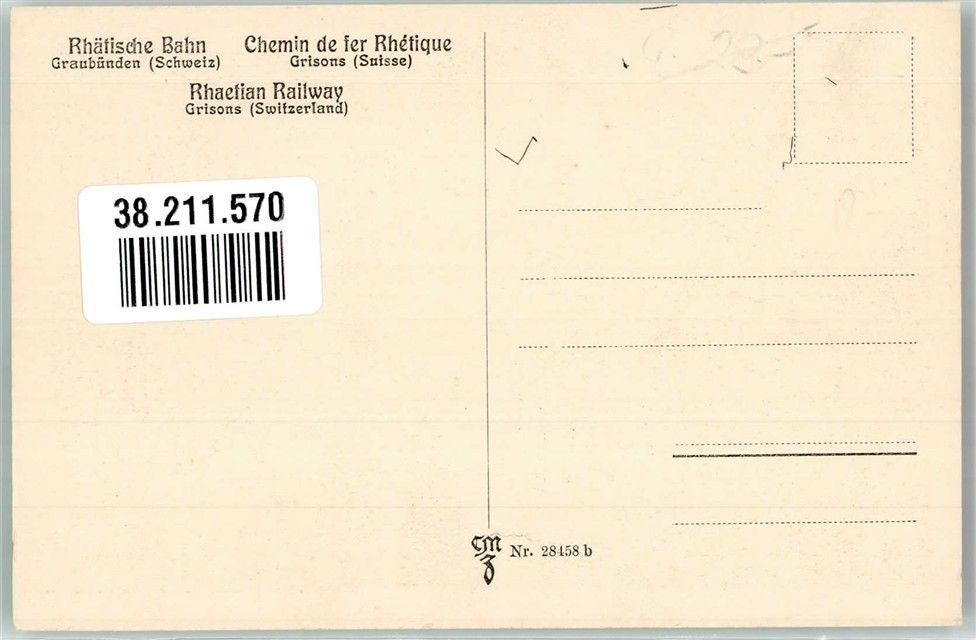 Rhätische Bahn
Graubünden (Schweiz)
Chemin de fer Rhétique
Grisons (Suisse)
Rhaetian Railway
Grisons (Switzerland)
38.211.570
CMZ
Nr. 28458 b